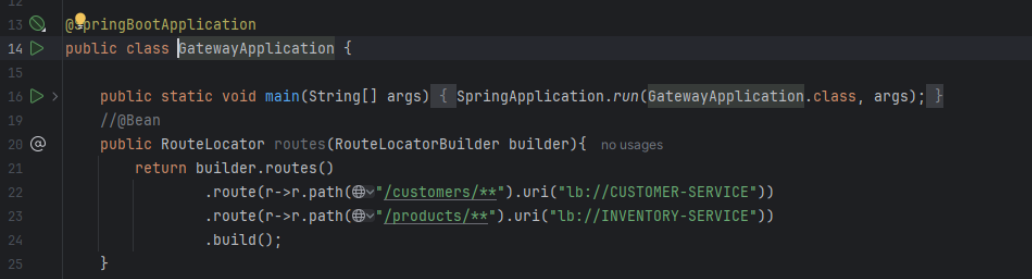 12
13 @SpringBootApplication
14 public class GatewayApplication {
15
16 public static void main(String[] args) { SpringApplication.run(GatewayApplication.class, args); }
19 //@Bean
20 public RouteLocator routes(RouteLocatorBuilder builder){ no usages
21 return builder.routes()
22 .route(r->r.path("/customers/**").uri("lb://CUSTOMER-SERVICE"))
23 .route(r->r.path("/products/**").uri("lb://INVENTORY-SERVICE"))
24 .build();
25 }